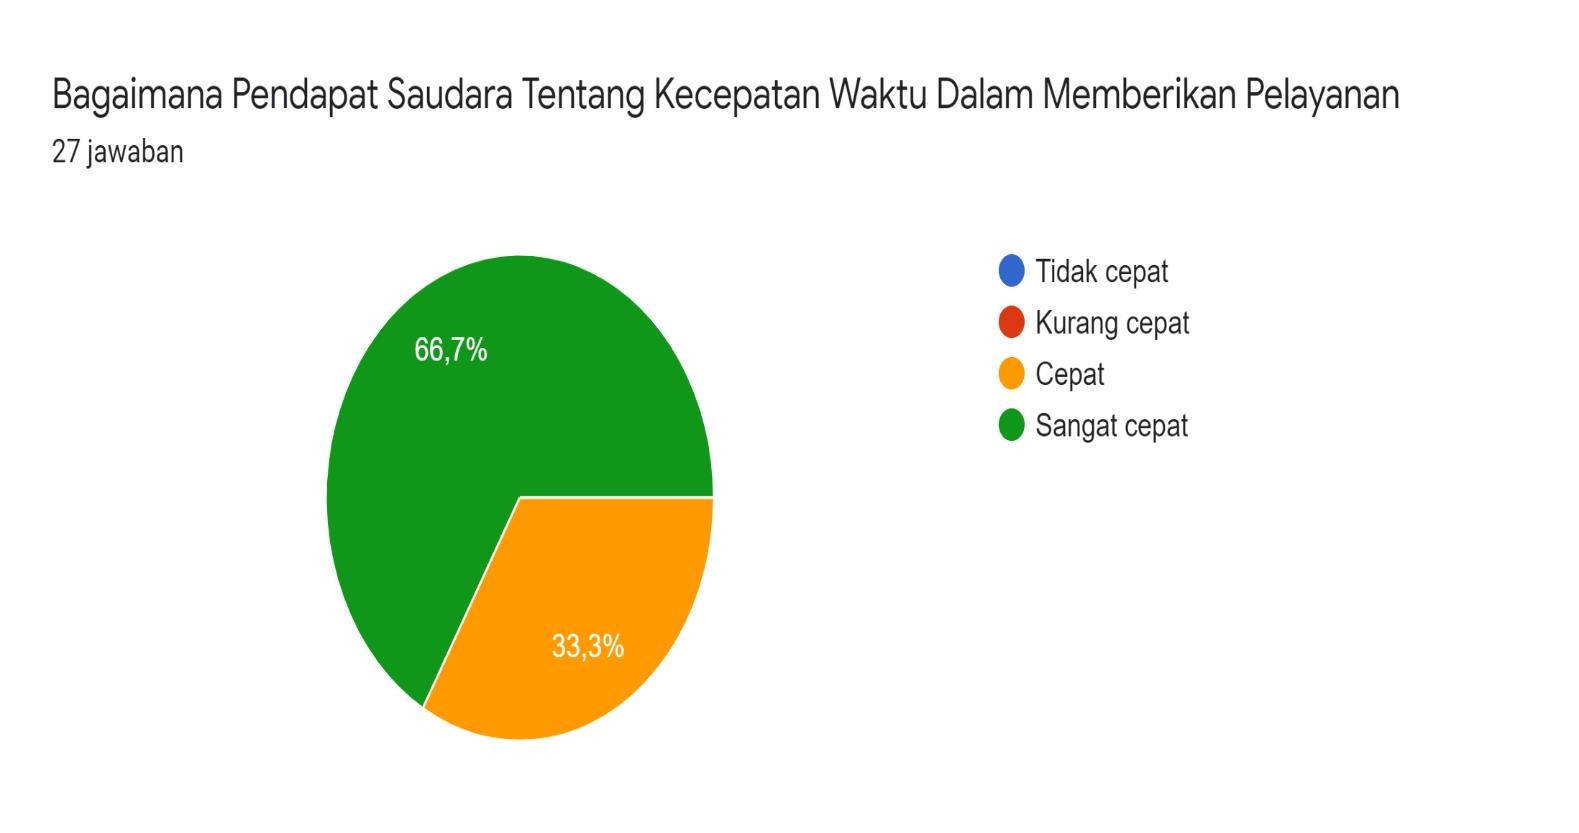 Bagaimana Pendapat Saudara Tentang Kecepatan Waktu Dalam Memberikan Pelayanan
27 jawaban
66,7%
33,3%
Tidak cepat
Kurang cepat
Cepat
Sangat cepat